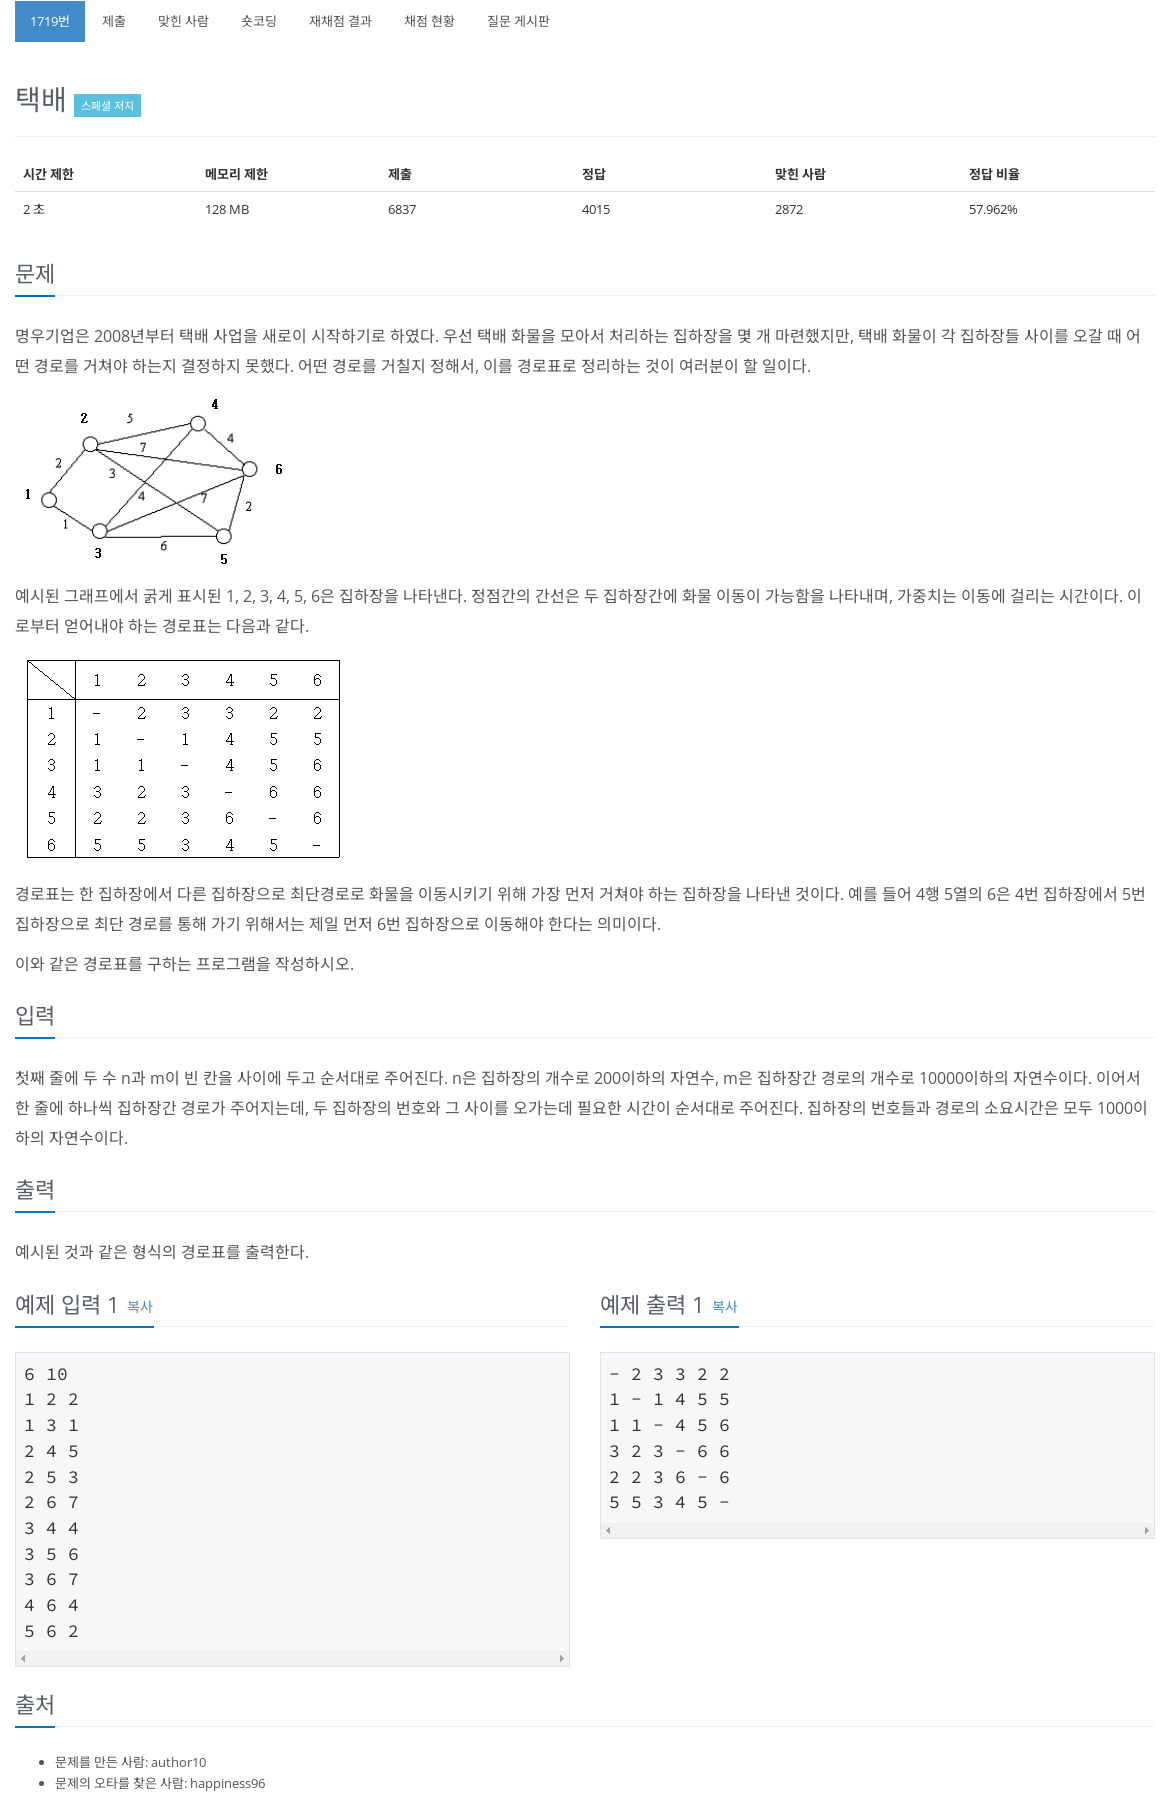 1719번 제출 맞힌 사람 숏코딩 재채점 결과 채점 현황 질문 게시판
택배 스페셜 저지
시간 제한 메모리 제한 제출 정답 맞힌 사람 정답 비율
2 초 128 MB 6837 4015 2872 57.962%
문제
명우기업은 2008년부터 택배 사업을 새로이 시작하기로 하였다. 우선 택배 화물을 모아서 처리하는 집하장을 몇 개 마련했지만, 택배 화물이 각 집하장들 사이를 오갈 때 어
떤 경로를 거쳐야 하는지 결정하지 못했다. 어떤 경로를 거칠지 정해서, 이를 경로표로 정리하는 것이 여러분이 할 일이다.
4
2 5
7 4
2 3 6
1 4 7 2
1
3 6 5
예시된 그래프에서 굵게 표시된 1, 2, 3, 4, 5, 6은 집하장을 나타낸다. 정점간의 간선은 두 집하장간에 화물 이동이 가능함을 나타내며, 가중치는 이동에 걸리는 시간이다. 이
로부터 얻어내야 하는 경로표는 다음과 같다.
1 2 3 4 5 6
1 - 2 3 3 2 2
2 1 - 1 4 5 5
3 1 1 - 4 5 6
4 3 2 3 - 6 6
5 2 2 3 6 - 6
6 5 5 3 4 5 -
경로표는 한 집하장에서 다른 집하장으로 최단경로로 화물을 이동시키기 위해 가장 먼저 거쳐야 하는 집하장을 나타낸 것이다. 예를 들어 4행 5열의 6은 4번 집하장에서 5번
집하장으로 최단 경로를 통해 가기 위해서는 제일 먼저 6번 집하장으로 이동해야 한다는 의미이다.
이와 같은 경로표를 구하는 프로그램을 작성하시오.
입력
첫째 줄에 두 수 n과 m이 빈 칸을 사이에 두고 순서대로 주어진다. n은 집하장의 개수로 200이하의 자연수, m은 집하장간 경로의 개수로 10000이하의 자연수이다. 이어서
한 줄에 하나씩 집하장간 경로가 주어지는데, 두 집하장의 번호와 그 사이를 오가는데 필요한 시간이 순서대로 주어진다. 집하장의 번호들과 경로의 소요시간은 모두 1000이
하의 자연수이다.
출력
예시된 것과 같은 형식의 경로표를 출력한다.
예제 입력 1 복사
6 10
1 2 2
1 3 1
2 4 5
2 5 3
2 6 7
3 4 4
3 5 6
3 6 7
4 6 4
5 6 2
예제 출력 1 복사
- 2 3 3 2 2
1 - 1 4 5 5
1 1 - 4 5 6
3 2 3 - 6 6
2 2 3 6 - 6
5 5 3 4 5 -
출처
문제를 만든 사람: author10
문제의 오타를 찾은 사람: happiness96